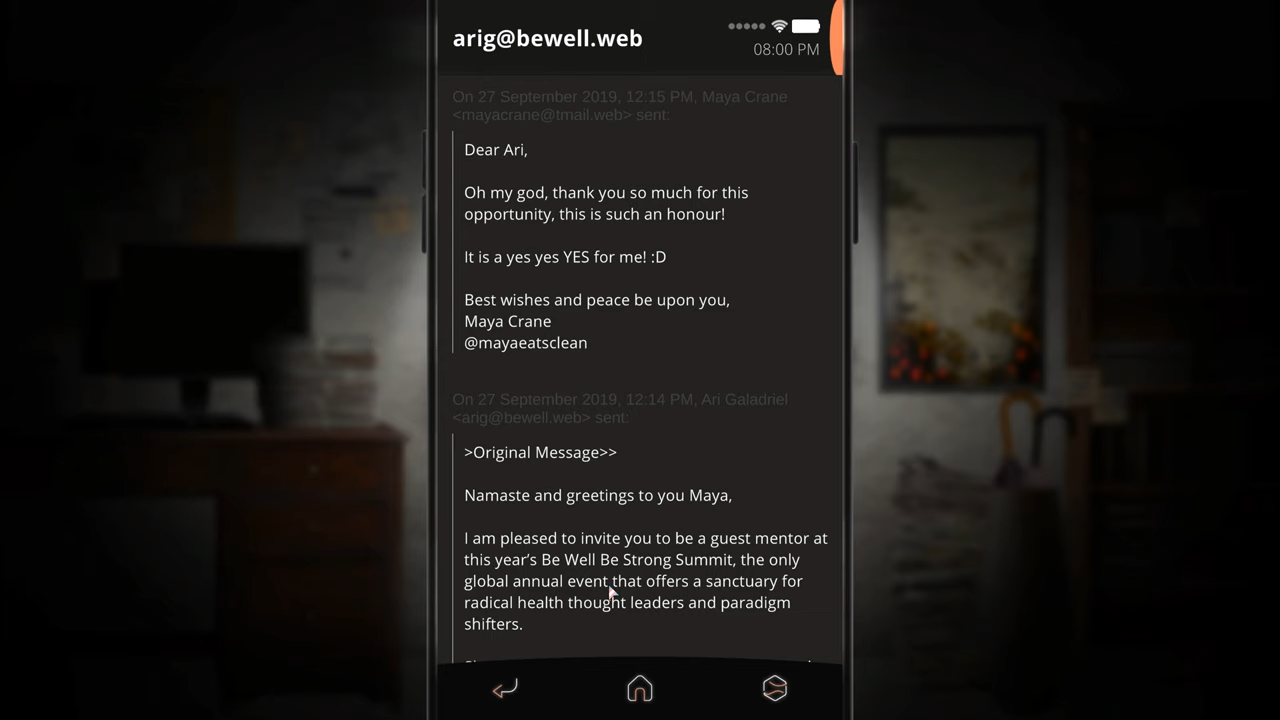 arig@bewell.web
08:00 PM
On 27 September 2019, 12:15 PM, Maya Crane
<mayacrane@tmail.web> sent:
Dear Ari,
Oh my god, thank you so much for this
opportunity, this is such an honour!
It is a yes yes YES for me! :D
Best wishes and peace be upon you,
Maya Crane
@mayaeatsclean
On 27 September 2019, 12:14 PM, Ari Galadriel
<arig@bewell.web> sent:
>Original Message>>
Namaste and greetings to you Maya,
I am pleased to invite you to be a guest mentor at
this year’s Be Well Be Strong Summit, the only
global annual event that offers a sanctuary for
radical health thought leaders and paradigm
shifters.